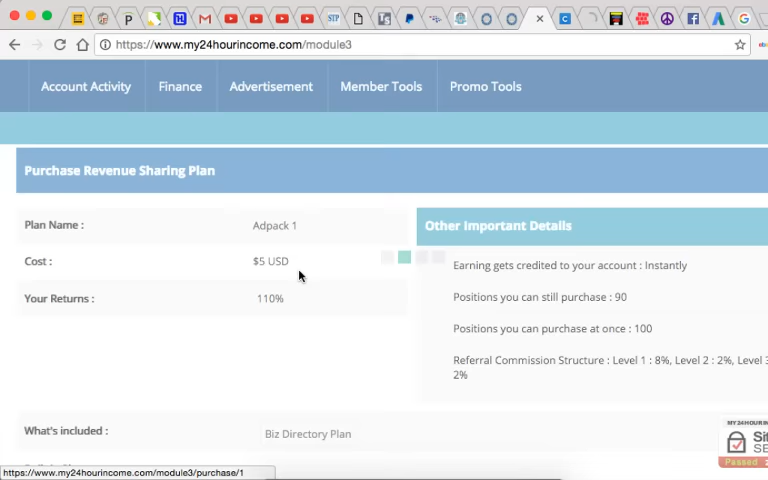 https://www.my24hourincome.com/module3
Account Activity
Finance
Advertisement
Member Tools
Promo Tools
Purchase Revenue Sharing Plan
Plan Name :
Adpack 1
Cost :
$5 USD
Your Returns :
110%
Other Important Details
Earning gets credited to your account : Instantly
Positions you can still purchase : 90
Positions you can purchase at once : 100
Referral Commission Structure : Level 1 : 8%, Level 2 : 2%, Level 3
2%
What's included :
Biz Directory Plan
MY24HOURIN
Sit
SE
Passed
https://www.my24hourincome.com/module3/purchase/1